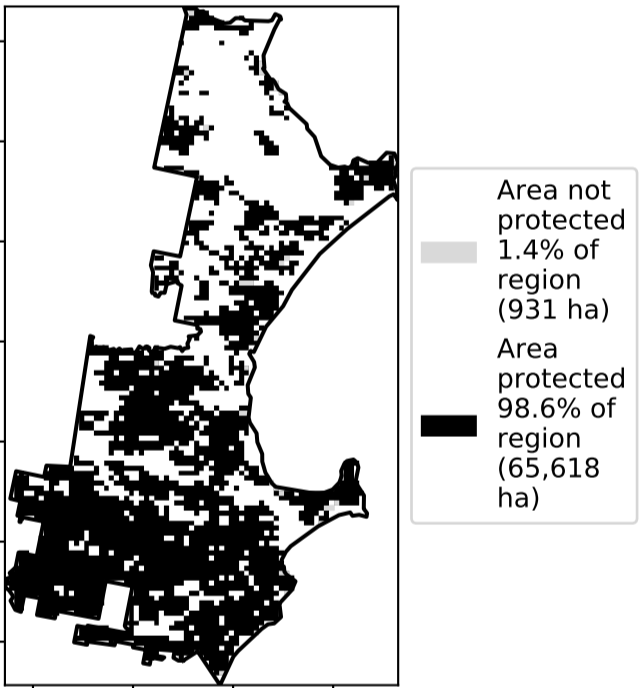 Area not
protected
1.4% of
region
(931 ha)
Area
protected
98.6% of
region
(65,618
ha)